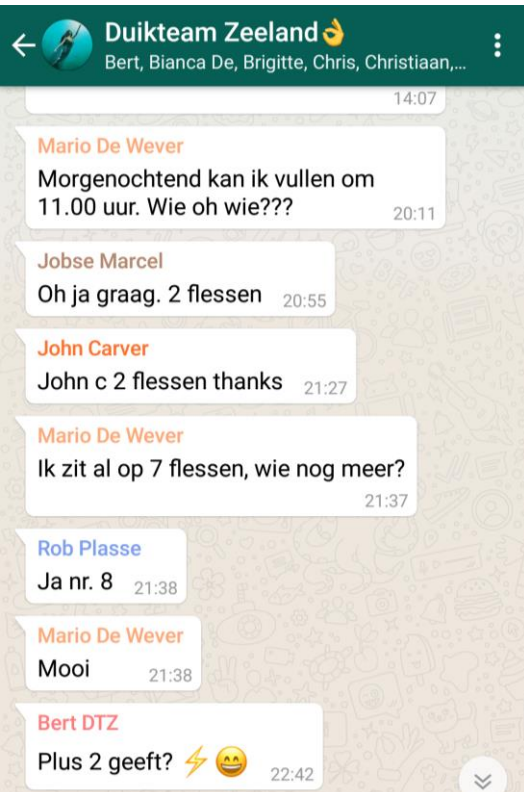 Duikteam Zeeland👌
Bert, Bianca De, Brigitte, Chris, Christiaan,...
14:07
Mario De Wever
Morgenochtend kan ik vullen om
11.00 uur. Wie oh wie???
20:11
Jobse Marcel
Oh ja graag. 2 flessen 20:55
John Carver
John c 2 flessen thanks 21:27
Mario De Wever
Ik zit al op 7 flessen, wie nog meer?
21:37
Rob Plasse
Ja nr. 8 21:38
Mario De Wever
Mooi 21:38
Bert DTZ
Plus 2 geeft? ⚡😄 22:42